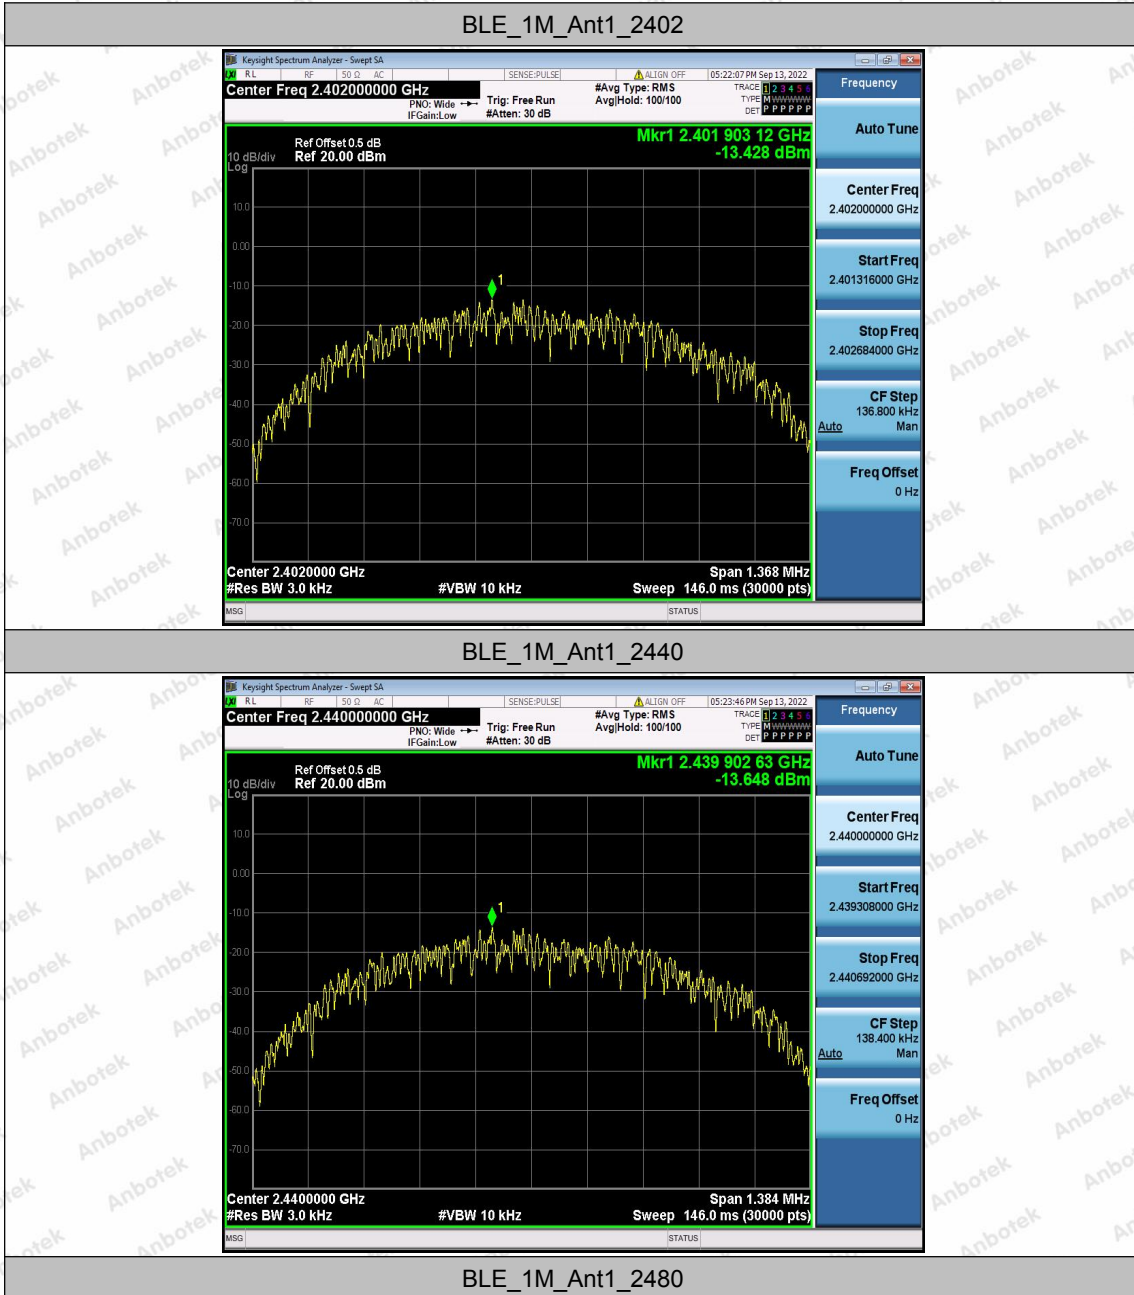 BLE_1M_Ant1_2402
Keysight Spectrum Analyzer - Swept SA
LXI RL RF 50 Ω AC SENSE:PULSE ALIGN OFF 05:22:07 PM Sep 13, 2022
Center Freq 2.402000000 GHz
PNO: Wide
IFGain:Low
Trig: Free Run
#Atten: 30 dB
#Avg Type: RMS
Avg|Hold: 100/100
TRACE 1 2 3 4 5 6
TYPE M WWWWW
DET P P P P P P
Frequency
Mkr1 2.401 903 12 GHz
-13.428 dBm
Ref Offset 0.5 dB
10 dB/div Ref 20.00 dBm
Log
10.0
0.00
-10.0
-20.0
-30.0
-40.0
-50.0
-60.0
-70.0
1
Center 2.4020000 GHz Span 1.368 MHz
#Res BW 3.0 kHz #VBW 10 kHz Sweep 146.0 ms (30000 pts)
MSG STATUS
Auto Tune
Center Freq
2.402000000 GHz
Start Freq
2.401316000 GHz
Stop Freq
2.402684000 GHz
CF Step
136.800 kHz
Auto Man
Freq Offset
0 Hz
BLE_1M_Ant1_2440
Keysight Spectrum Analyzer - Swept SA
LXI RL RF 50 Ω AC SENSE:PULSE ALIGN OFF 05:23:46 PM Sep 13, 2022
Center Freq 2.440000000 GHz
PNO: Wide
IFGain:Low
Trig: Free Run
#Atten: 30 dB
#Avg Type: RMS
Avg|Hold: 100/100
TRACE 1 2 3 4 5 6
TYPE M WWWWW
DET P P P P P P
Frequency
Mkr1 2.439 902 63 GHz
-13.648 dBm
Ref Offset 0.5 dB
10 dB/div Ref 20.00 dBm
Log
10.0
0.00
-10.0
-20.0
-30.0
-40.0
-50.0
-60.0
-70.0
1
Center 2.4400000 GHz Span 1.384 MHz
#Res BW 3.0 kHz #VBW 10 kHz Sweep 146.0 ms (30000 pts)
MSG STATUS
Auto Tune
Center Freq
2.440000000 GHz
Start Freq
2.439308000 GHz
Stop Freq
2.440692000 GHz
CF Step
138.400 kHz
Auto Man
Freq Offset
0 Hz
BLE_1M_Ant1_2480
Anbotek